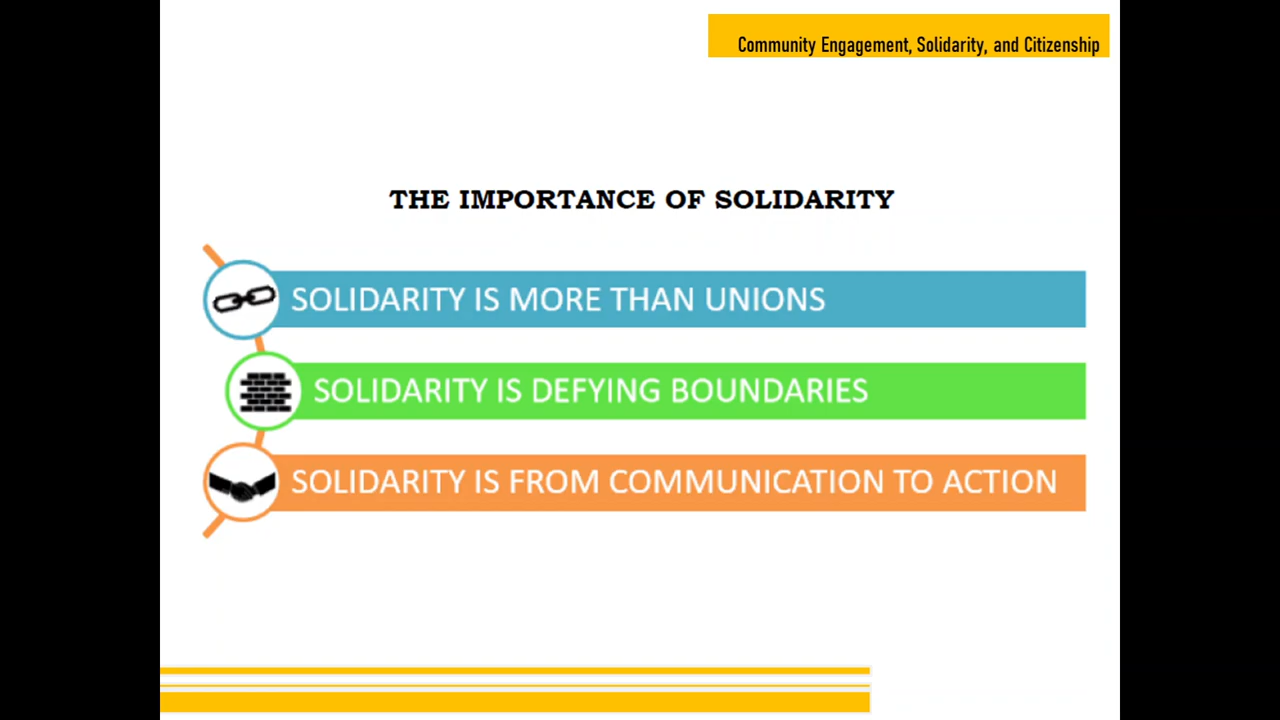 Community Engagement, Solidarity, and Citizenship
THE IMPORTANCE OF SOLIDARITY
SOLIDARITY IS MORE THAN UNIONS
SOLIDARITY IS DEFYING BOUNDARIES
SOLIDARITY IS FROM COMMUNICATION TO ACTION